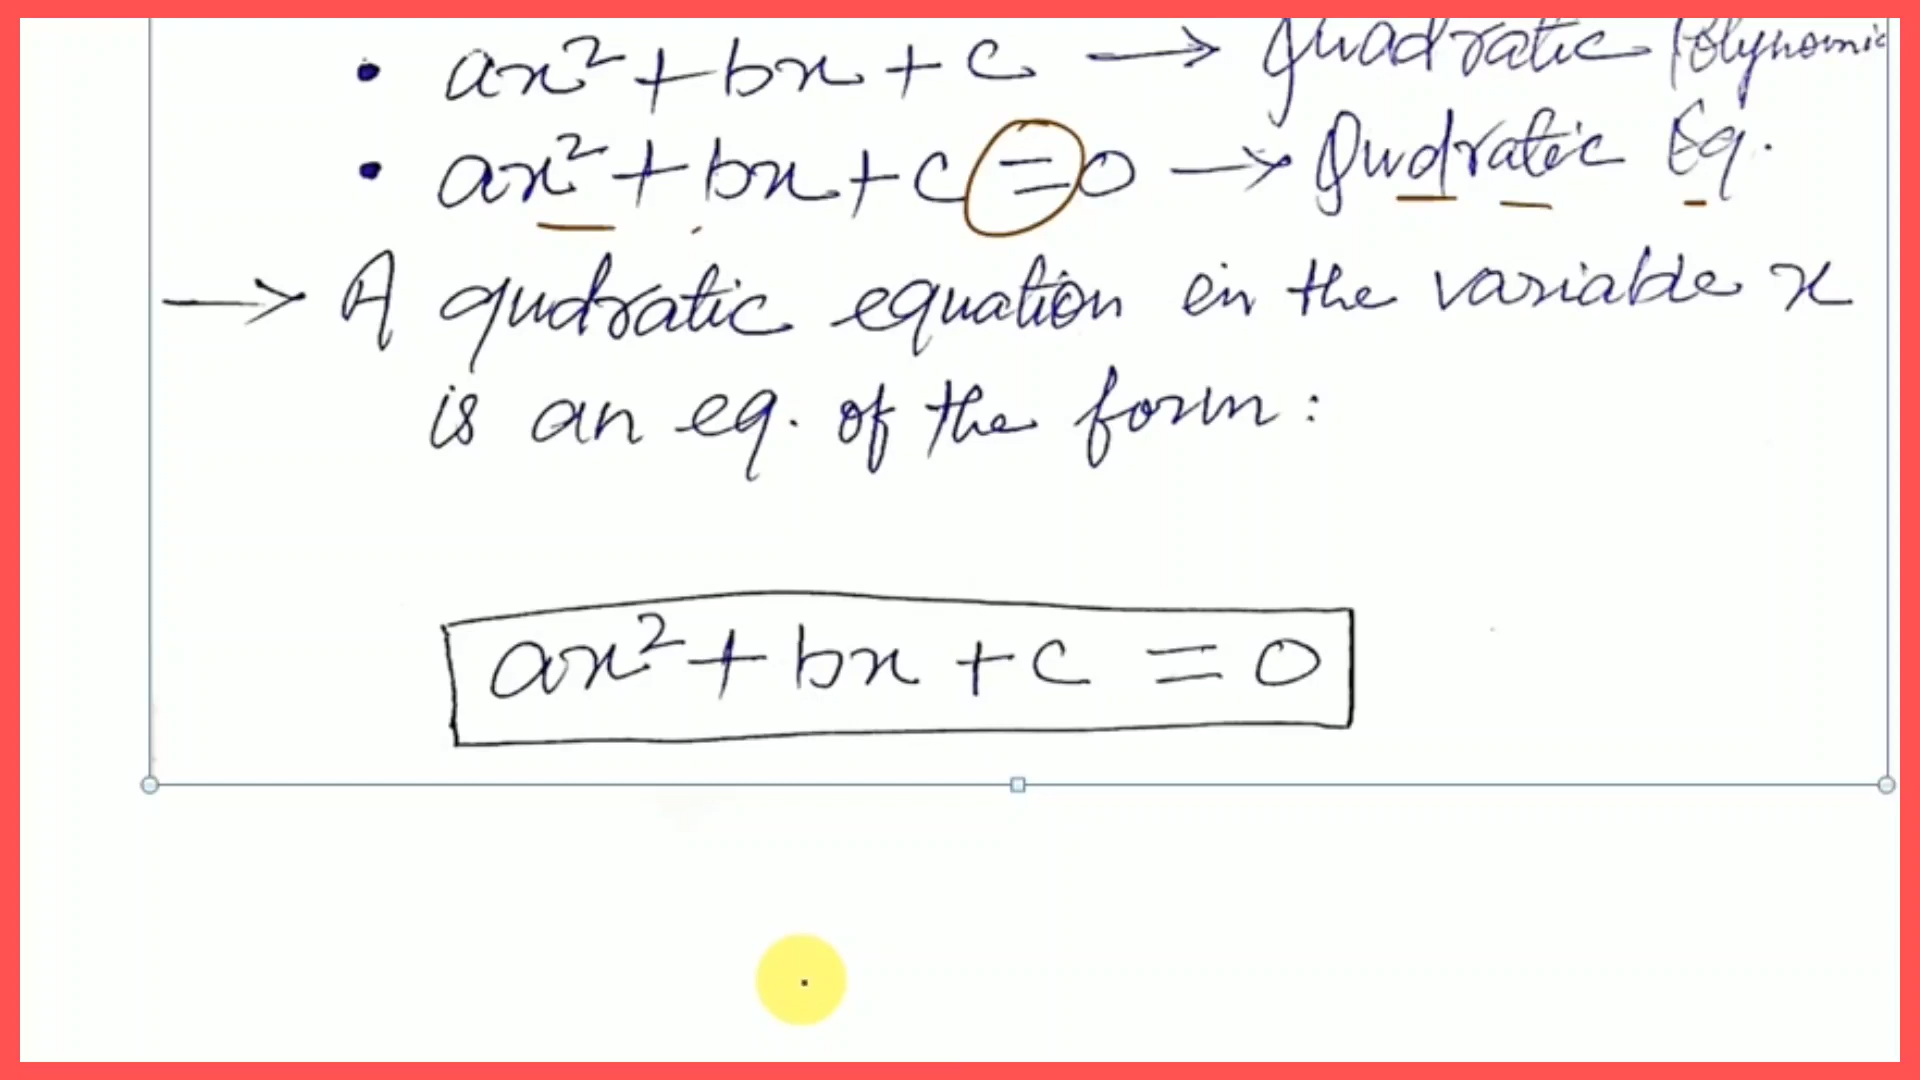 • ax² + bx + c → Quadratic Polynomi
• ax² + bx + c = 0 → Qudratic Eq.
→ A qudratic equation in the variable x
is an eq. of the form:
ax² + bx + c = 0